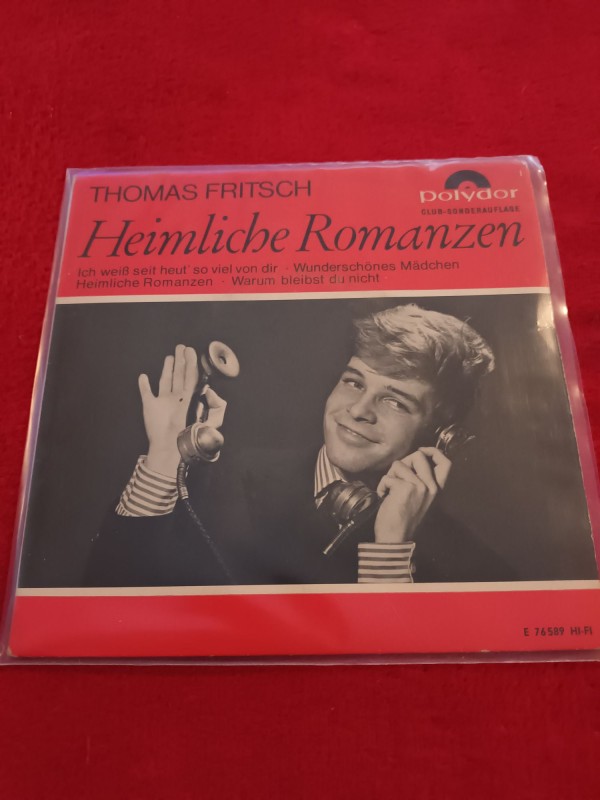 THOMAS FRITSCH
polydor
CLUB-SONDERAUFLAGE
Heimliche Romanzen
Ich weiß seit heut' so viel von dir · Wunderschönes Mädchen
Heimliche Romanzen · Warum bleibst du nicht
E 76589 HI-FI